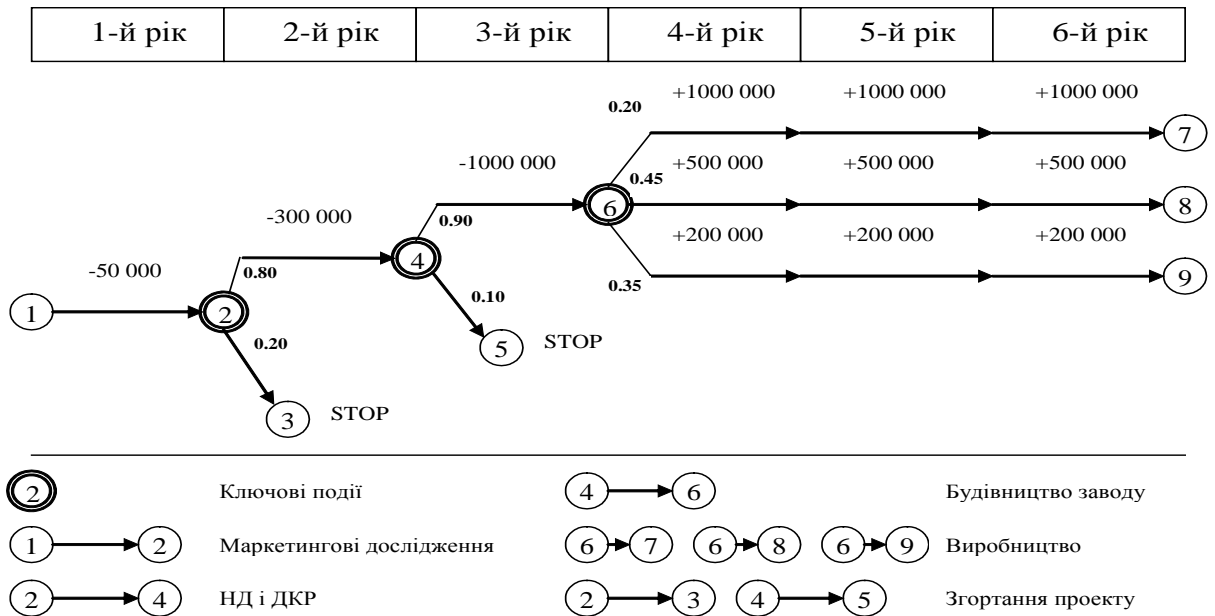 1-й рік 2-й рік 3-й рік 4-й рік 5-й рік 6-й рік
+1000 000 +1000 000 +1000 000
0.20
7
-1000 000 +500 000 +500 000 +500 000
0.45
6
8
-300 000
0.90
+200 000 +200 000 +200 000
4
-50 000
0.80
0.35
9
0.10
1
2
0.20
5 STOP
3 STOP
2 Ключові події
4 6 Будівництво заводу
1 2 Маркетингові дослідження
6 7 6 8 6 9 Виробництво
2 4 НД і ДКР
2 3 4 5 Згортання проекту